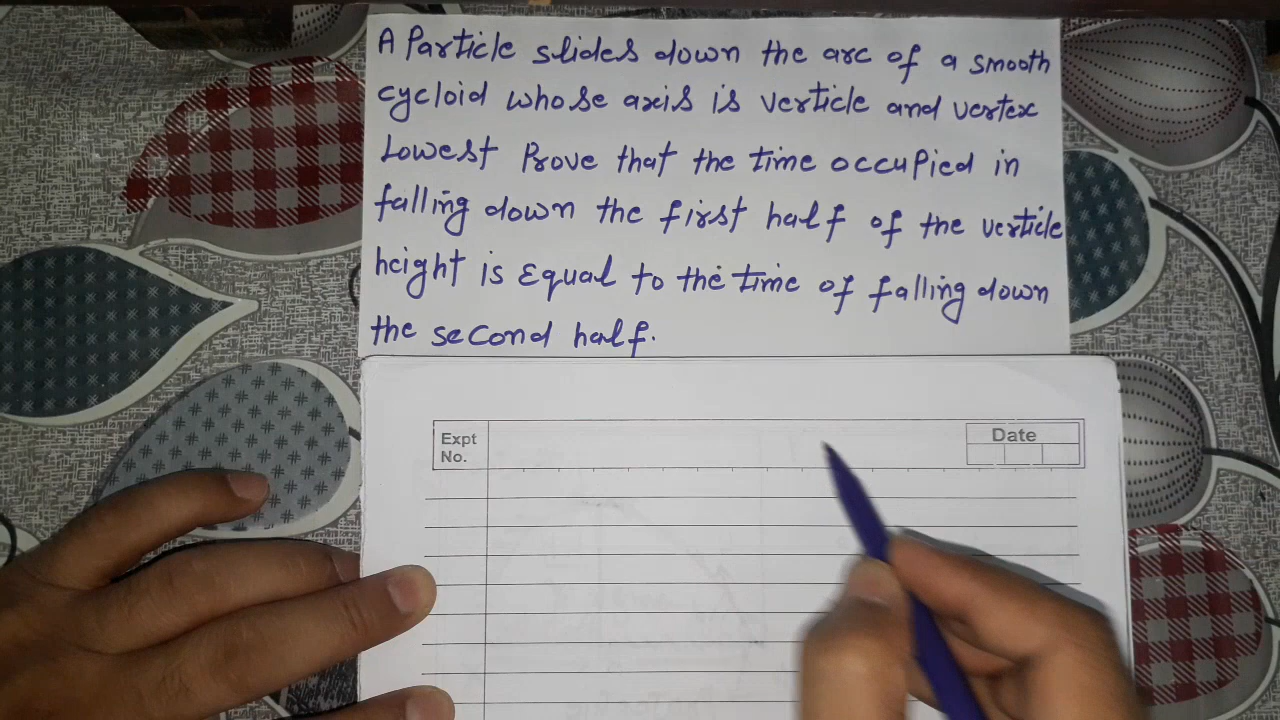 A Particle slides down the arc of a smooth
cycloid whose axis is verticle and vertex
Lowest Prove that the time occupied in
falling down the first half of the verticle
height is Equal to the time of falling down
the second half.
Expt
No.
Date